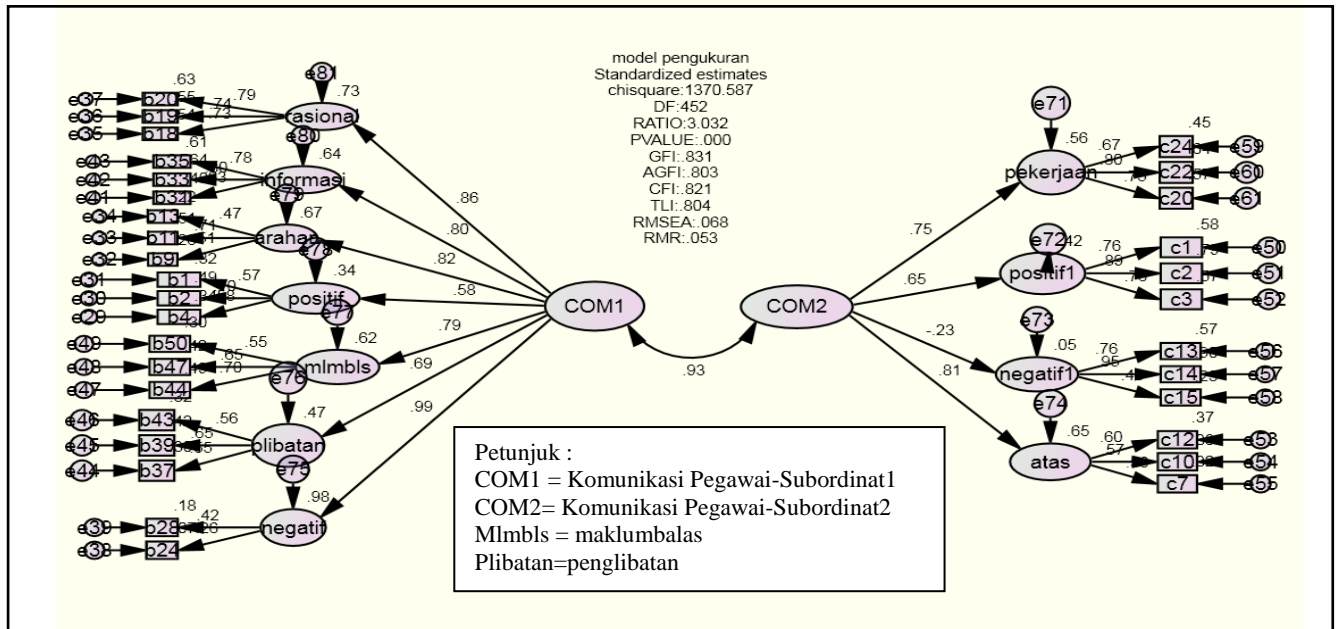 model pengukuran
Standardized estimates
chisquare:1370.587
DF:452
RATIO:3.032
PVALUE:.000
GFI:.831
AGFI:.803
CFI:.821
TLI:.804
RMSEA:.068
RMR:.053
e81
.63
.79
.73
e37 b20
.74
rasional
e36 b19
.73
e35 b18
e80
.61
.78
.64
e43 b35
informasi
e42 b33
e41
e79
.47
.67
e34 b13
.71
arahan
e33 b11
e32 b9
e78
.57
.34
e31 b1
positif
e30 b2
e29 b4
e77
.55
.62
e49 b50
.65
mlmbls
e48 b47
.70
e47 b44
e76
.56
.47
e46 b43
.65
plibatan
e45 b39
e44 b37
e75
.18
.42
.98
e39 b28
negatif
e38 b24
.86
.80
.82
.58
.79
.69
.99
COM1
.93
COM2
.75
.65
-.23
.81
e71
.56
.67
.45
c24 e59
pekerjaan
c22 e60
c20 e61
e72
.76
.58
c1 e50
positif1
.89
c2 e51
c3 e52
e73
.05
.76
.57
c13 e56
negatif1
.95
c14 e57
c15 e58
e74
.65
.60
.37
c12 e53
atas
.57
c10 e54
c7 e55
Petunjuk :
COM1 = Komunikasi Pegawai-Subordinat1
COM2= Komunikasi Pegawai-Subordinat2
Mlmbls = maklumbalas
Plibatan=penglibatan